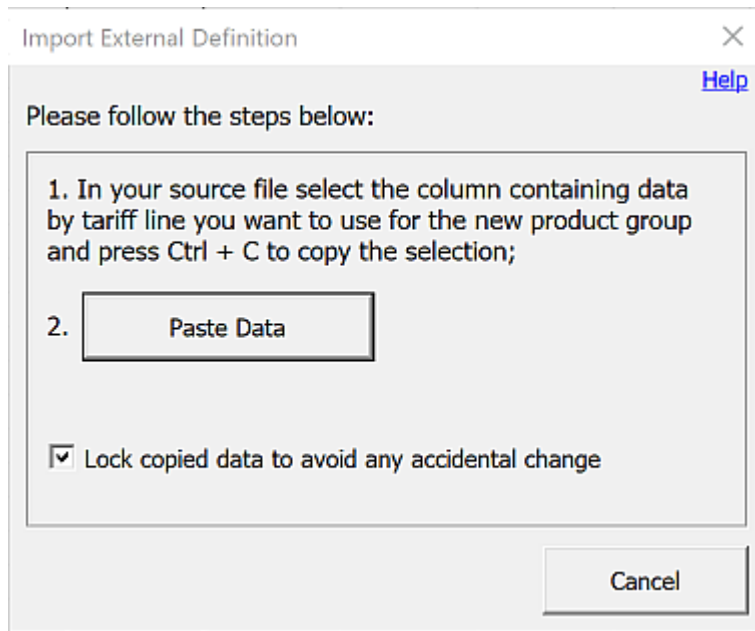 Import External Definition
Help
Please follow the steps below:
1. In your source file select the column containing data
by tariff line you want to use for the new product group
and press Ctrl + C to copy the selection;
2. Paste Data
Lock copied data to avoid any accidental change
Cancel